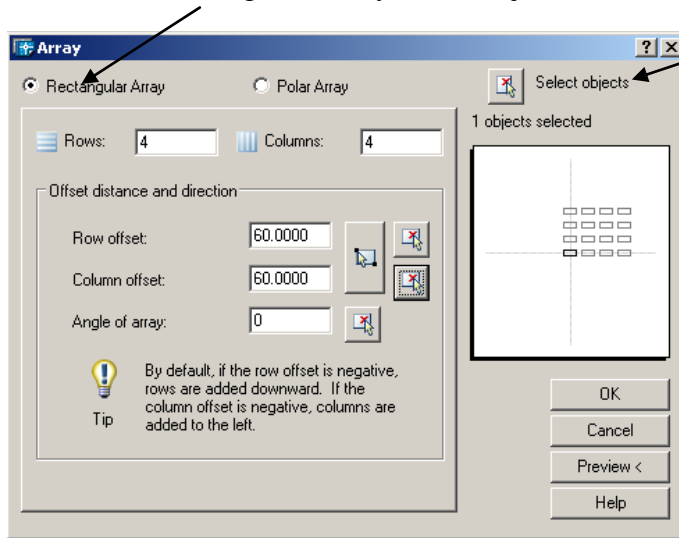 Array
Rectangular Array
Polar Array
Select objects
1 objects selected
Rows: 4
Columns: 4
Offset distance and direction
Row offset: 60.0000
Column offset: 60.0000
Angle of array: 0
Tip
By default, if the row offset is negative,
rows are added downward. If the
column offset is negative, columns are
added to the left.
OK
Cancel
Preview <
Help